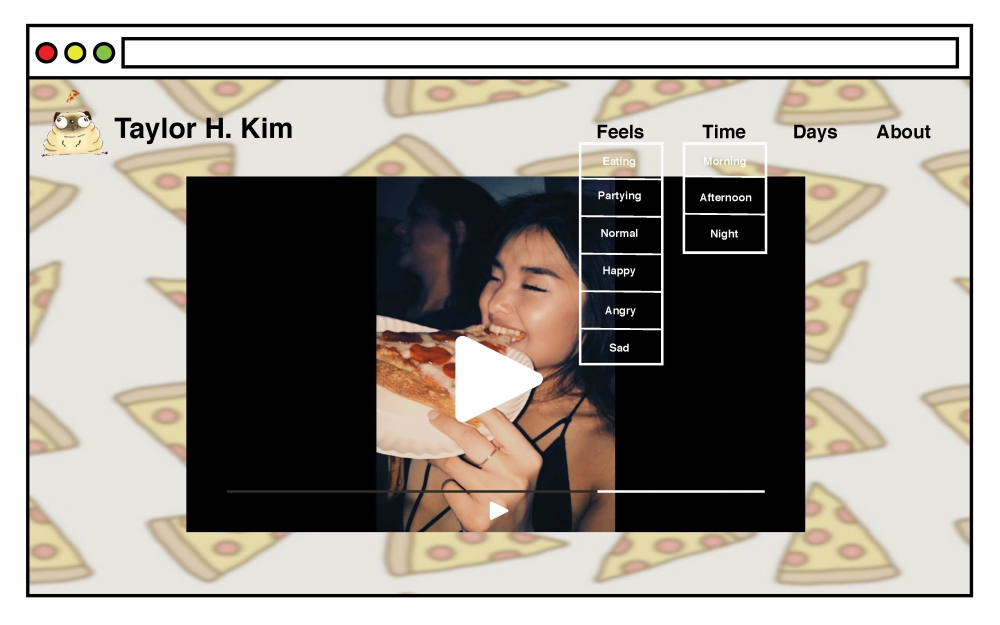 Taylor H. Kim
Feels Time Days About
Eating Morning
Partying Afternoon
Normal Night
Happy
Angry
Sad